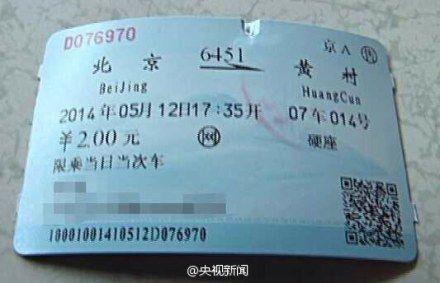 D076970 京A 售
北京 6451 黄村
BeiJing HuangCun
2014年05月12日17:35开 07车014号
¥2.00元 网 硬座
限乘当日当次车
10001001410512D076970
@央视新闻